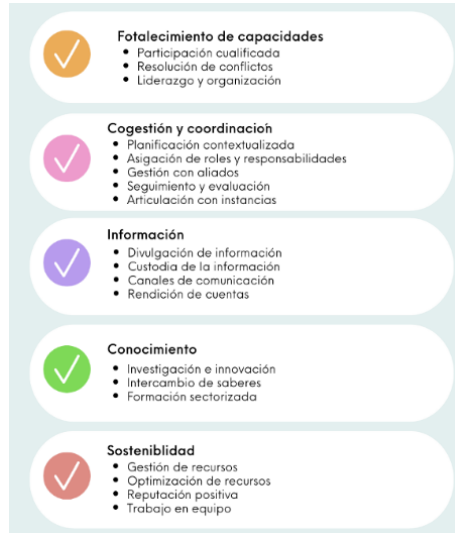 Fotalecimiento de capacidades
• Participación cualificada
• Resolución de conflictos
• Liderazgo y organización
Cogestión y coordinación
• Planificación contextualizada
• Asigación de roles y responsabilidades
• Gestión con aliados
• Seguimiento y evaluación
• Articulación con instancias
Información
• Divulgación de información
• Custodia de la información
• Canales de comunicación
• Rendición de cuentas
Conocimiento
• Investigación e innovación
• Intercambio de saberes
• Formación sectorizada
Sosteniblidad
• Gestión de recursos
• Optimización de recursos
• Reputación positiva
• Trabajo en equipo